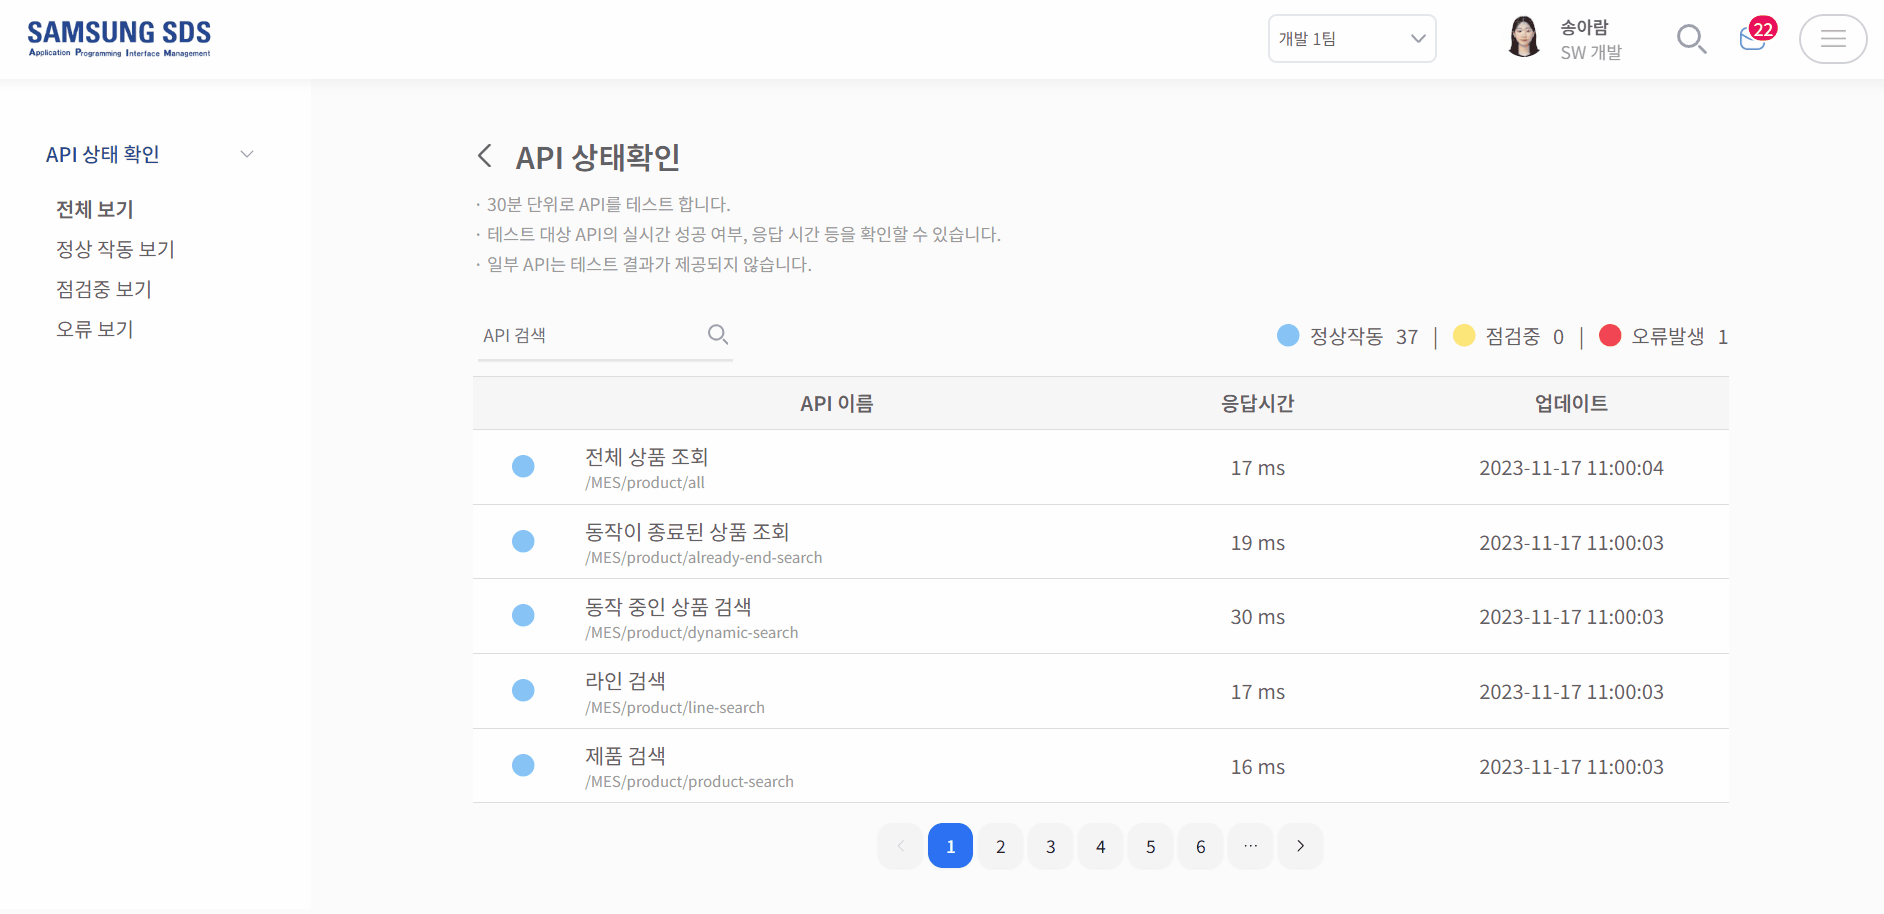 SAMSUNG SDS
Application Programming Interface Management
개발 1팀
송아람
SW 개발
22
API 상태 확인
전체 보기
정상 작동 보기
점검중 보기
오류 보기
API 상태확인
· 30분 단위로 API를 테스트 합니다.
· 테스트 대상 API의 실시간 성공 여부, 응답 시간 등을 확인할 수 있습니다.
· 일부 API는 테스트 결과가 제공되지 않습니다.
API 검색
정상작동 37 | 점검중 0 | 오류발생 1
API 이름 응답시간 업데이트
전체 상품 조회
/MES/product/all
17 ms 2023-11-17 11:00:04
동작이 종료된 상품 조회
/MES/product/already-end-search
19 ms 2023-11-17 11:00:03
동작 중인 상품 검색
/MES/product/dynamic-search
30 ms 2023-11-17 11:00:03
라인 검색
/MES/product/line-search
17 ms 2023-11-17 11:00:03
제품 검색
/MES/product/product-search
16 ms 2023-11-17 11:00:03
< 1 2 3 4 5 6 ··· >